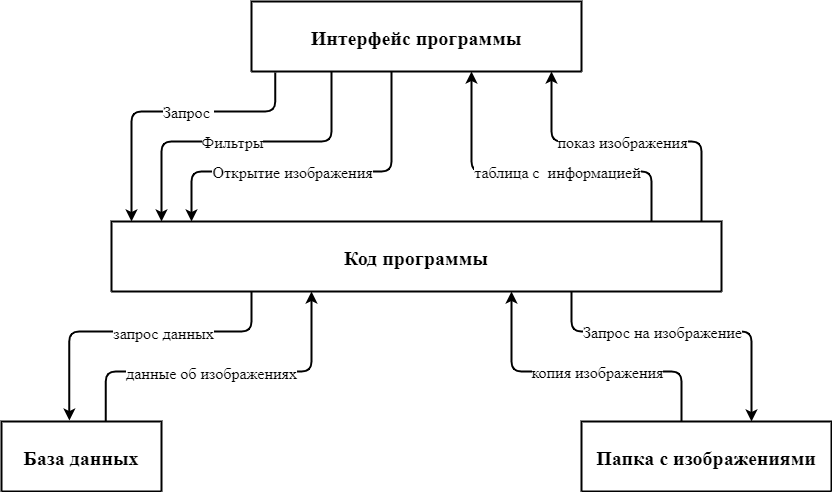 Интерфейс программы
Запрос
Фильтры
показ изображения
Открытие изображения
таблица с информацией
Код программы
запрос данных
Запрос на изображение
данные об изображениях
копия изображения
База данных
Папка с изображениями